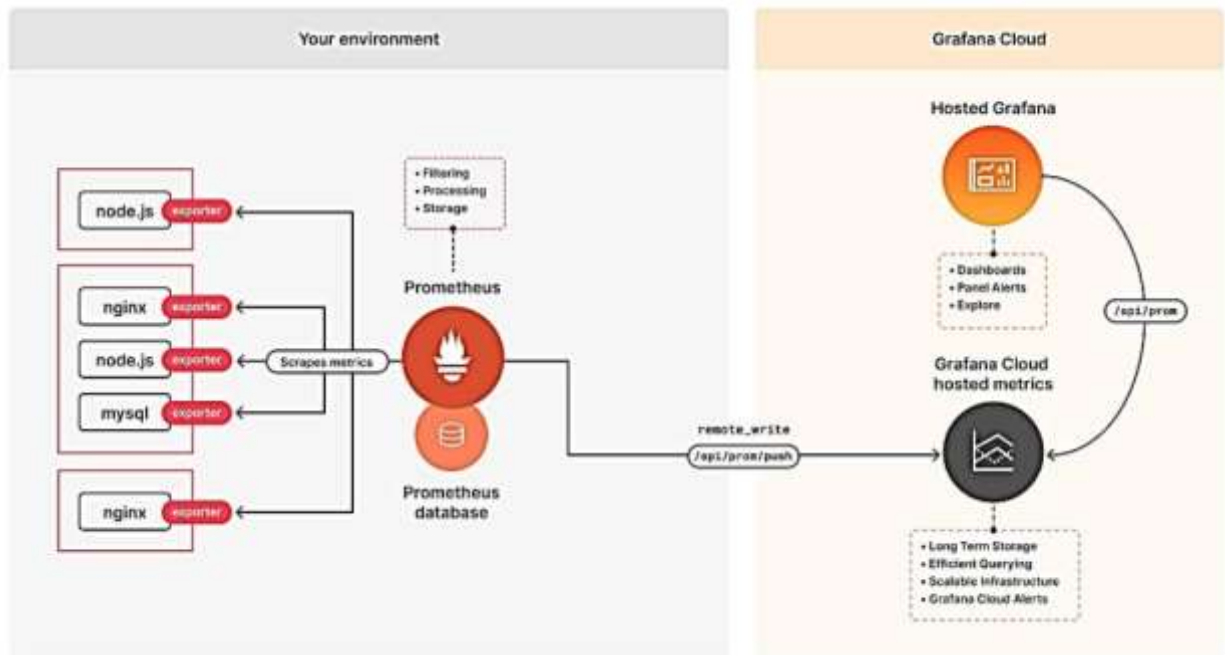 Your environment
Grafana Cloud
Hosted Grafana
• Filtering
• Processing
• Storage
node.js exporter
• Dashboards
• Panel Alerts
• Explore
Prometheus
nginx exporter
/api/prom
node.js exporter
Scrapes metrics
Grafana Cloud
hosted metrics
mysql exporter
remote_write
/api/prom/push
Prometheus
database
nginx exporter
• Long Term Storage
• Efficient Querying
• Scalable Infrastructure
• Grafana Cloud Alerts